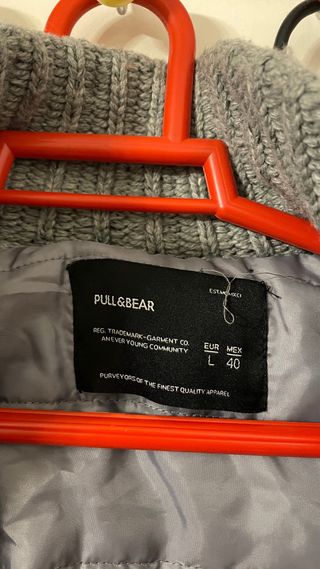 PULL&BEAR
REG. TRADEMARK-GARMENT CO.
AN EVER YOUNG COMMUNITY
EUR MEX
L 40
PURVEYORS OF THE FINEST QUALITY APPAREL